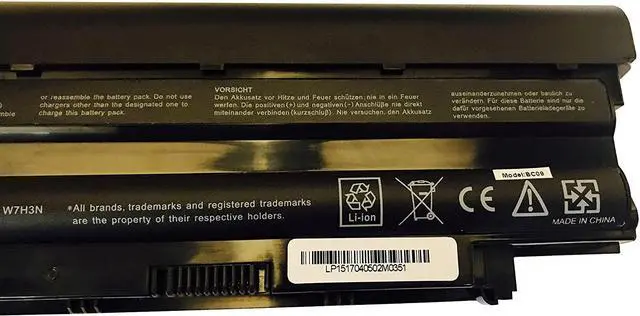 or reassemble the battery pack. Do not use
chargers other than the designated one to
charge this battery pack.
VORSICHT
Den Akkusatz vor Hitze und Feuer schützen; nie in ein Feuer
werfen. Die positiven (+) und negativen (−) Anschlüße nie direkt
miteinander verbinden (kurzschluß). Nie versuchen, den Akkusatz
auseinanderzunehmen oder baulich zu
verändern. Für diese Batterie sind nur die
dafür vorgesehenen Batterieladegeräte zu
verwenden.
W7H3N
*All brands, trademarks and registered trademarks
are the property of their respective holders.
Li-ion
CE
Model:BC09
MADE IN CHINA
LP1517040502M0351